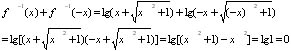 f⁻¹(x)+f⁻¹(−x)=lg(x+√(x²+1))+lg(−x+√((−x)²+1))
=lg[(x+√(x²+1)(−x+√(x²+1)]=lg[(x²+1)−x²]=lg1=0